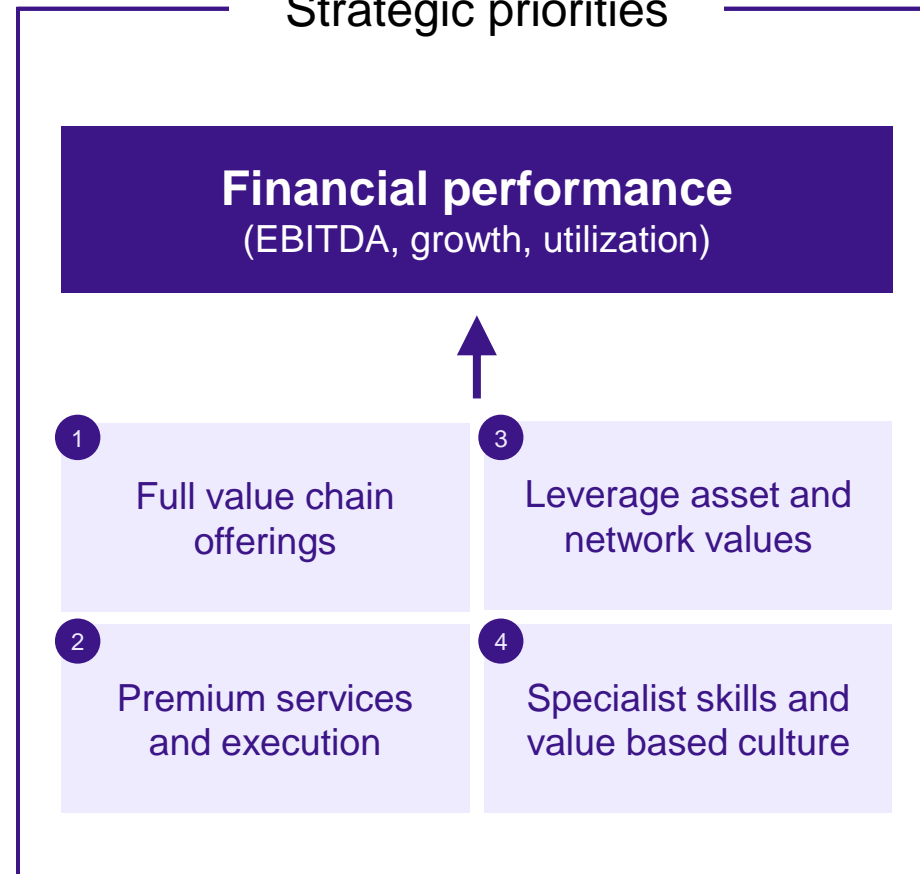 Strategic priorities
Financial performance
(EBITDA, growth, utilization)
1
Full value chain
offerings
2
Premium services
and execution
3
Leverage asset and
network values
4
Specialist skills and
value based culture